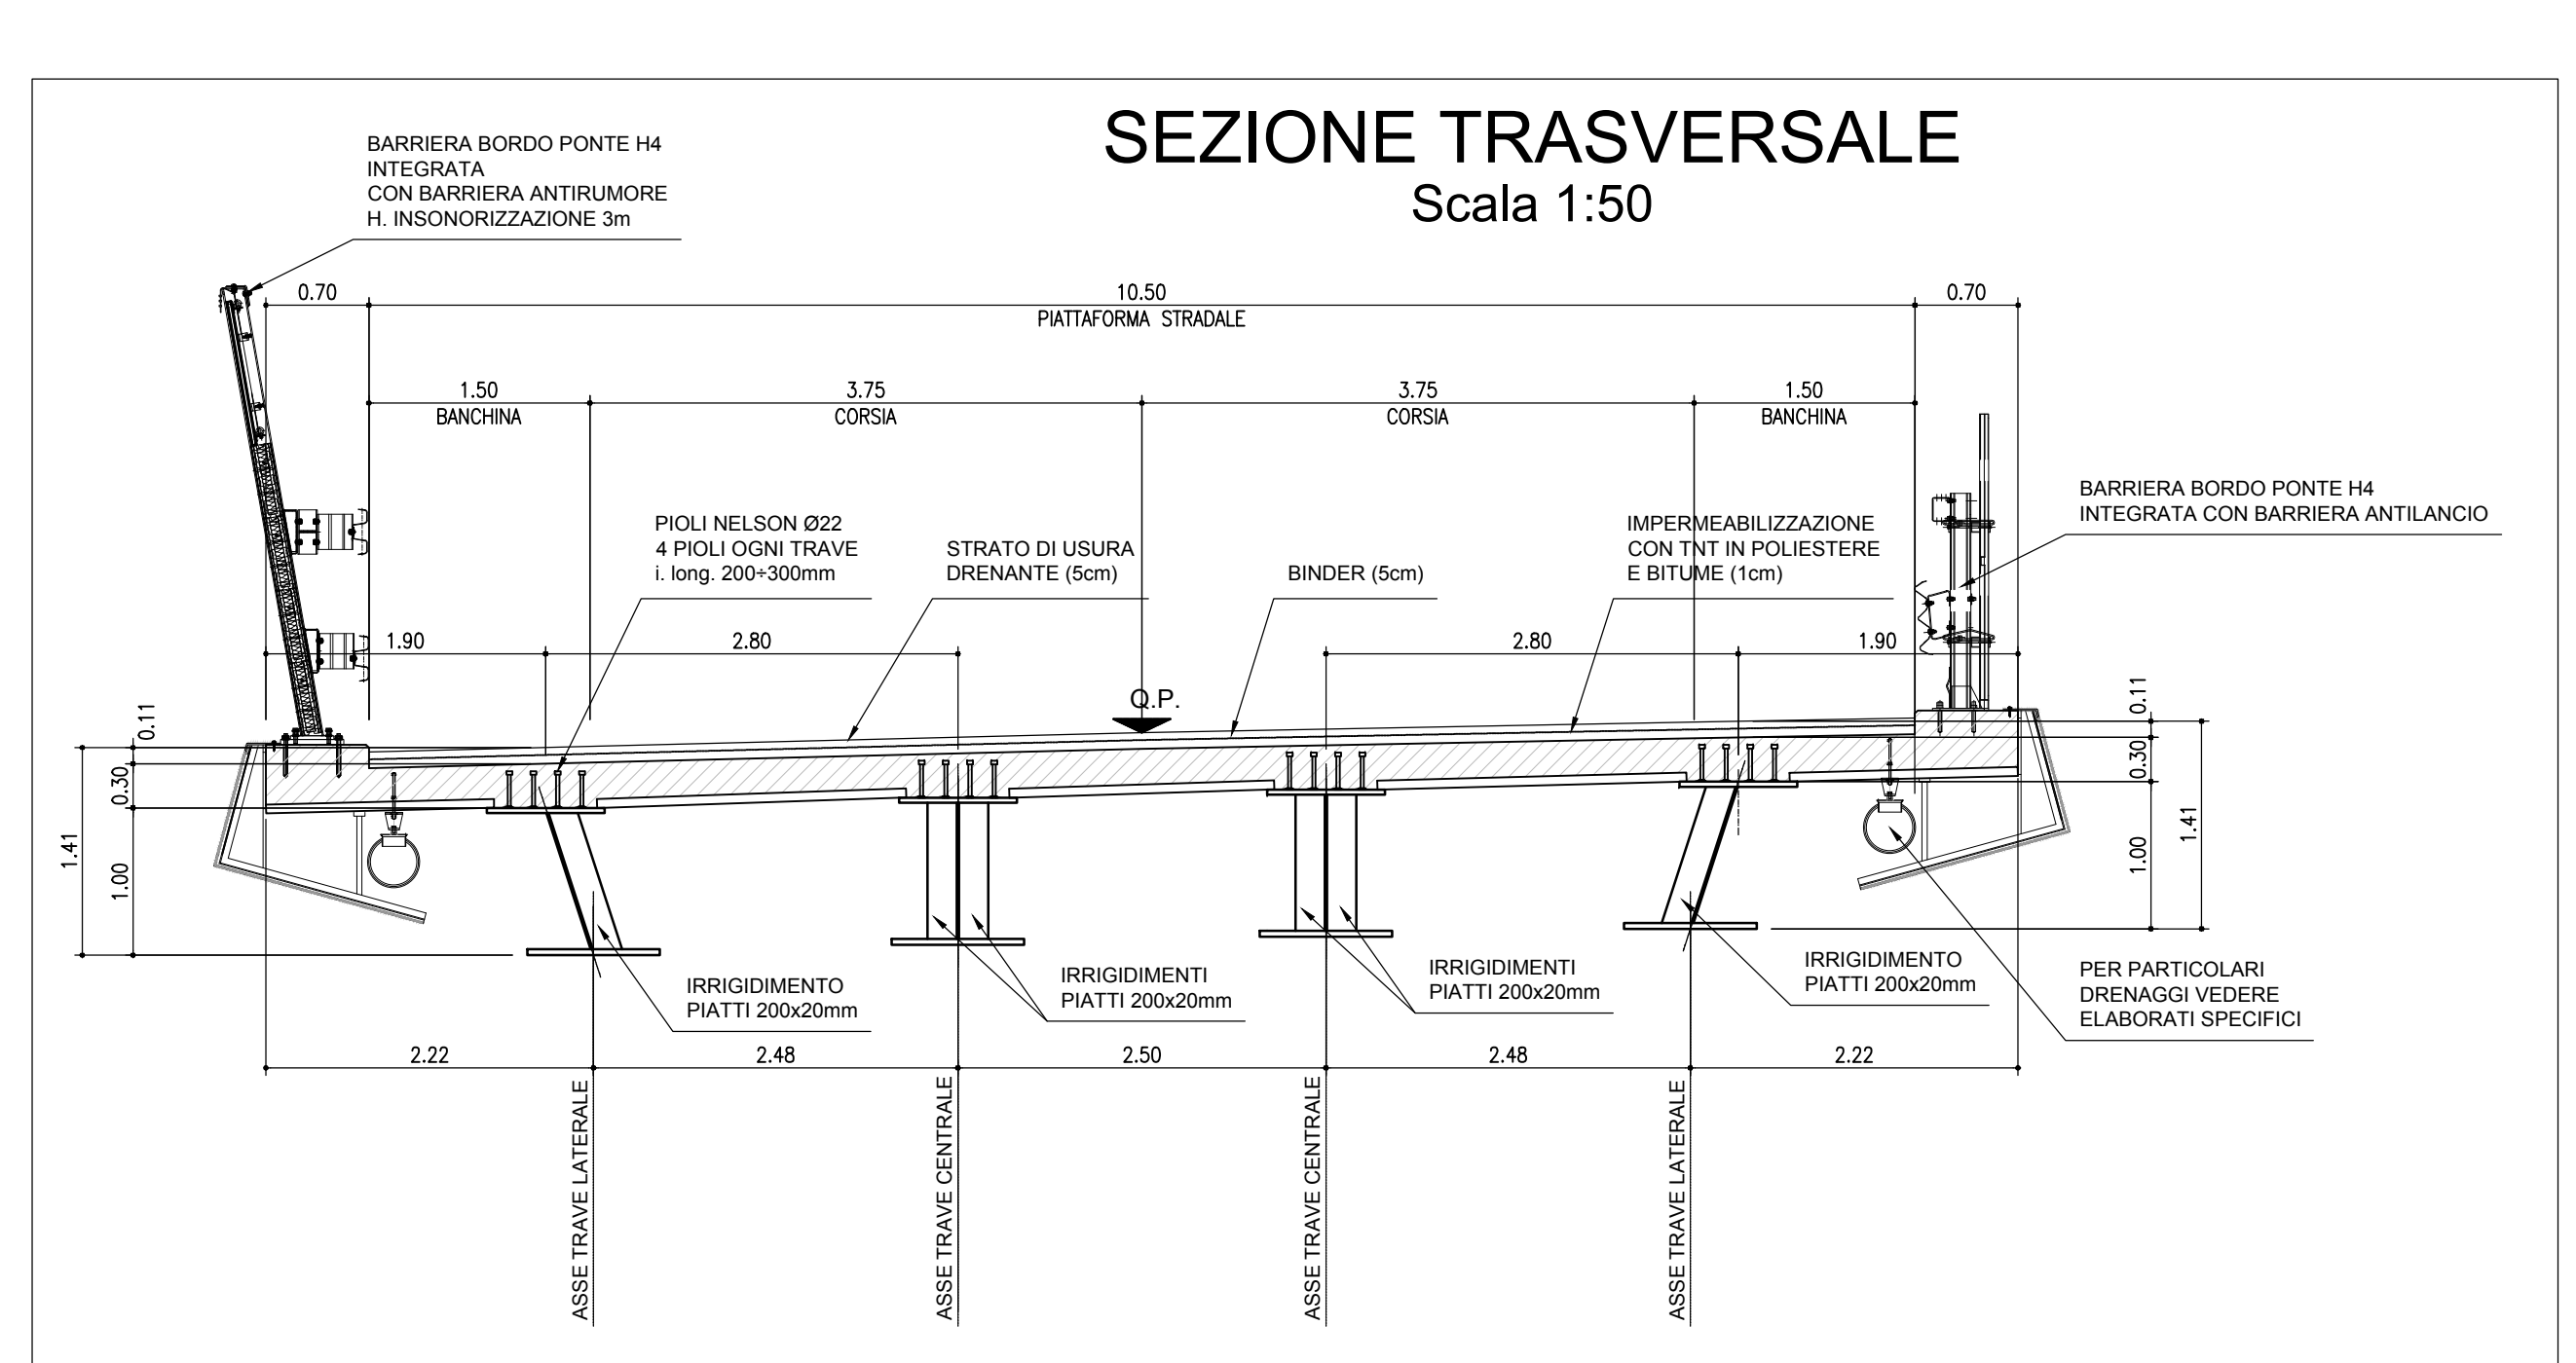 SEZIONE TRASVERSALE
Scala 1:50
BARRIERA BORDO PONTE H4
INTEGRATA
CON BARRIERA ANTIRUMORE
H. INSONORIZZAZIONE 3m
0.70
10.50
0.70
PIATTAFORMA STRADALE
1.50
3.75
3.75
1.50
BANCHINA
CORSIA
CORSIA
BANCHINA
BARRIERA BORDO PONTE H4
INTEGRATA CON BARRIERA ANTILANCIO
PIOLI NELSON Ø22
4 PIOLI OGNI TRAVE
i. long. 200÷300mm
STRATO DI USURA
DRENANTE (5cm)
BINDER (5cm)
IMPERMEABILIZZAZIONE
CON TNT IN POLIESTERE
E BITUME (1cm)
1.90
2.80
2.80
1.90
Q.P.
0.11
0.30
1.00
1.41
0.11
0.30
1.00
1.41
IRRIGIDIMENTO
PIATTI 200x20mm
IRRIGIDIMENTI
PIATTI 200x20mm
IRRIGIDIMENTI
PIATTI 200x20mm
IRRIGIDIMENTO
PIATTI 200x20mm
PER PARTICOLARI
DRENAGGI VEDERE
ELABORATI SPECIFICI
2.22
2.48
2.50
2.48
2.22
ASSE TRAVE LATERALE
ASSE TRAVE CENTRALE
ASSE TRAVE CENTRALE
ASSE TRAVE LATERALE